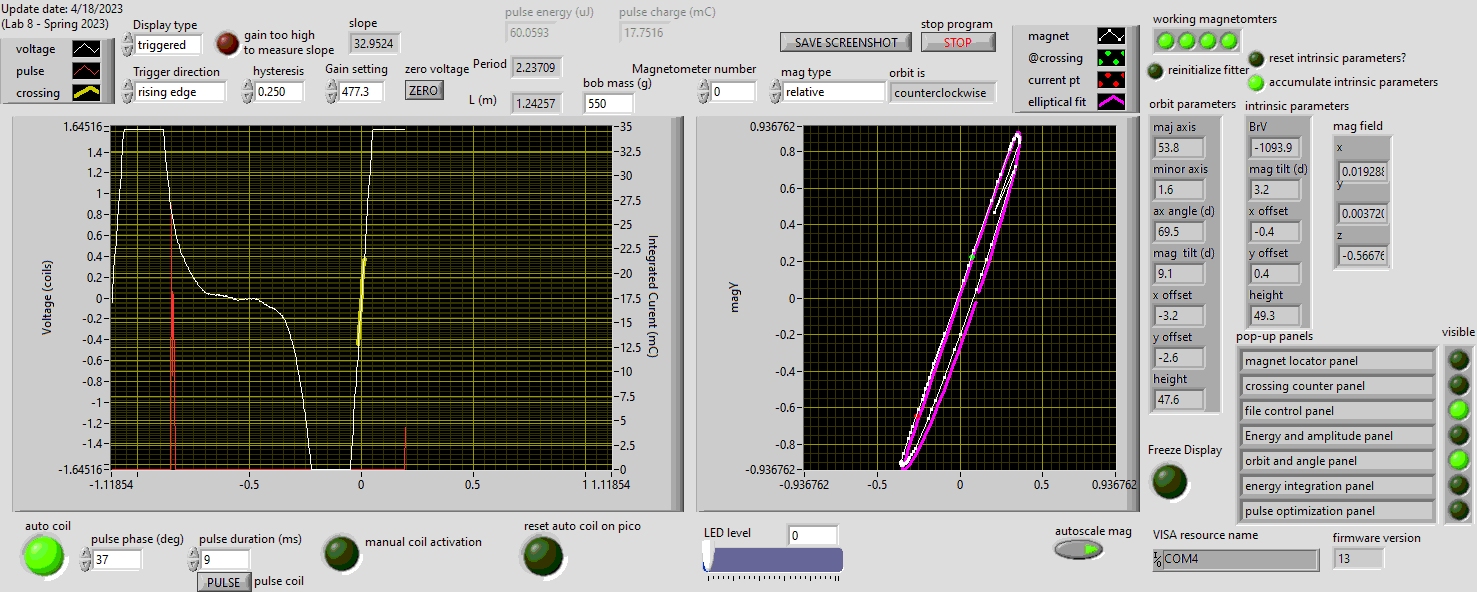 Update date: 4/18/2023
(Lab 8 - Spring 2023)
voltage
pulse
crossing
Display type
triggered
gain too high
to measure slope
slope
32.9524
Trigger direction
rising edge
hysteresis
0.250
Gain setting
477.3
zero voltage
ZERO
pulse energy (uJ)
60.0593
pulse charge (mC)
17.7516
Period
2.23709
L (m)
1.24257
bob mass (g)
550
Magnetometer number
0
mag type
relative
SAVE SCREENSHOT
stop program
STOP
orbit is
counterclockwise
magnet
@crossing
current pt
elliptical fit
working magnetomters
reinitialize fitter
reset intrinsic parameters?
accumulate intrinsic parameters
orbit parameters
maj axis
53.8
minor axis
1.6
ax angle (d)
69.5
mag tilt (d)
9.1
x offset
-3.2
y offset
-2.6
height
47.6
intrinsic parameters
BrV
-1093.9
mag tilt (d)
3.2
x offset
-0.4
y offset
0.4
height
49.3
mag field
x
0.01928
y
0.00372
z
-0.5667
Voltage (coils)
1.64516
1.4
1.2
1
0.8
0.6
0.4
0.2
0
-0.2
-0.4
-0.6
-0.8
-1
-1.2
-1.4
-1.64516
-1.11854
-0.5
0
0.5
1
1.11854
35
32.5
30
27.5
25
22.5
20
17.5
15
12.5
10
7.5
5
2.5
0
Integrated Curent (mC)
magY
0.936762
0.8
0.6
0.4
0.2
0
-0.2
-0.4
-0.6
-0.8
-0.936762
-0.936762
-0.5
0
0.5
0.936762
pop-up panels
visible
magnet locator panel
crossing counter panel
file control panel
Energy and amplitude panel
orbit and angle panel
energy integration panel
pulse optimization panel
Freeze Display
auto coil
pulse phase (deg)
37
pulse duration (ms)
9
PULSE
pulse coil
manual coil activation
reset auto coil on pico
LED level
0
autoscale mag
VISA resource name
COM4
firmware version
13